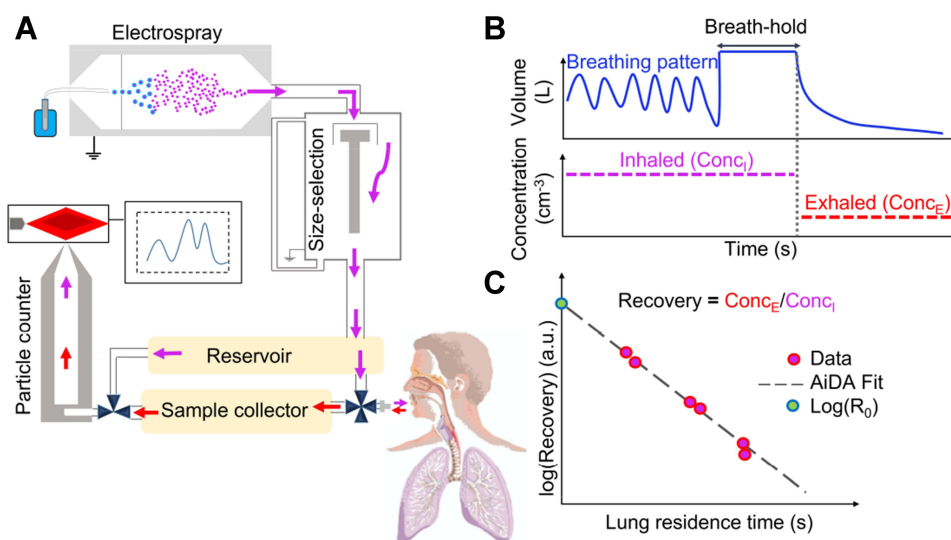 A
Electrospray
Size-selection
Particle counter
Reservoir
Sample collector
B
Breath-hold
Breathing pattern
Volume
(L)
Inhaled (Conc_I)
Exhaled (Conc_E)
Concentration
(cm⁻³)
Time (s)
C
Recovery = Conc_E/Conc_I
Data
AiDA Fit
Log(R₀)
log(Recovery) (a.u.)
Lung residence time (s)